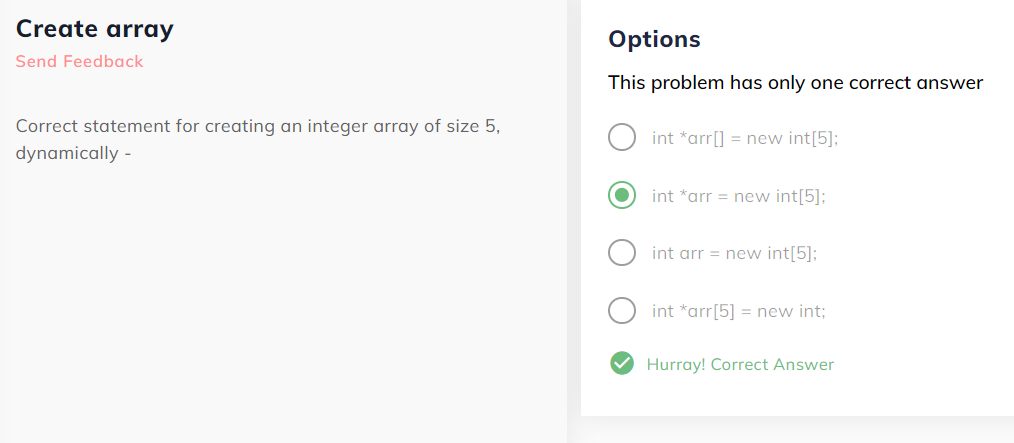 Create array
Send Feedback
Correct statement for creating an integer array of size 5,
dynamically -
Options
This problem has only one correct answer
int *arr[] = new int[5];
int *arr = new int[5];
int arr = new int[5];
int *arr[5] = new int;
Hurray! Correct Answer